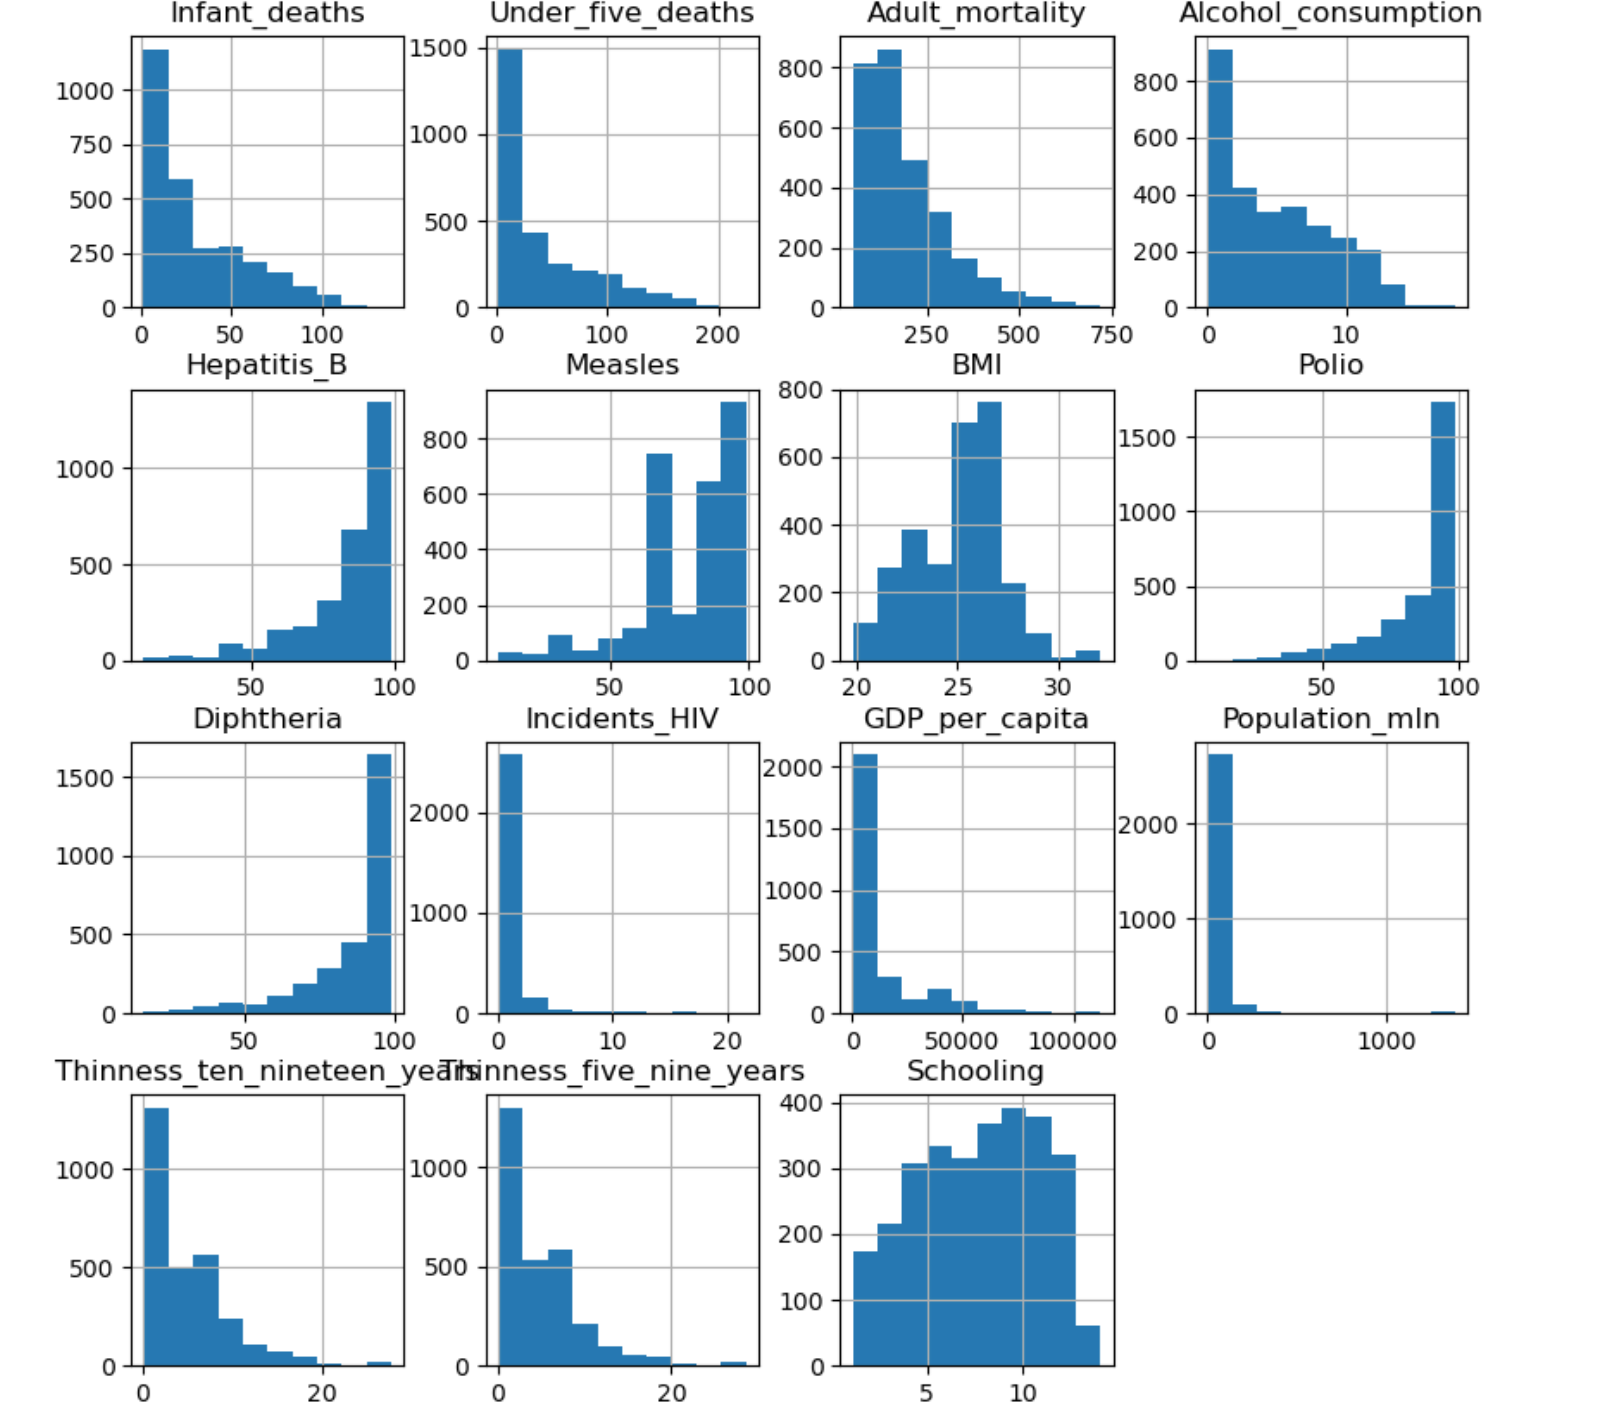 Infant_deaths Under_five_deaths Adult_mortality Alcohol_consumption
1000 750 500 250 0
0 50 100
1500 1000 500 0
0 100 200
800 600 400 200 0
250 500 750
800 600 400 200 0
0 10
Hepatitis_B Measles BMI Polio
1000 500 0
50 100
800 600 400 200 0
50 100
800 600 400 200 0
20 25 30
1500 1000 500 0
50 100
Diphtheria Incidents_HIV GDP_per_capita Population_mln
1500 1000 500 0
50 100
2000 1000 0
0 10 20
2000 1500 1000 500 0
0 50000 100000
2000 1000 0
0 1000
Thinness_ten_nineteen_years Thinness_five_nine_years Schooling
1000 500 0
0 20
1000 500 0
0 20
400 300 200 100 0
5 10